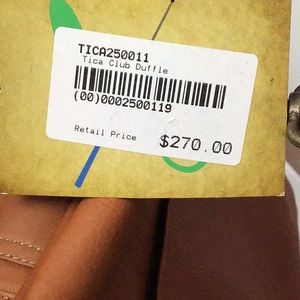 TICA250011
Tica Club Duffle
(00)0002500119
Retail Price $270.00